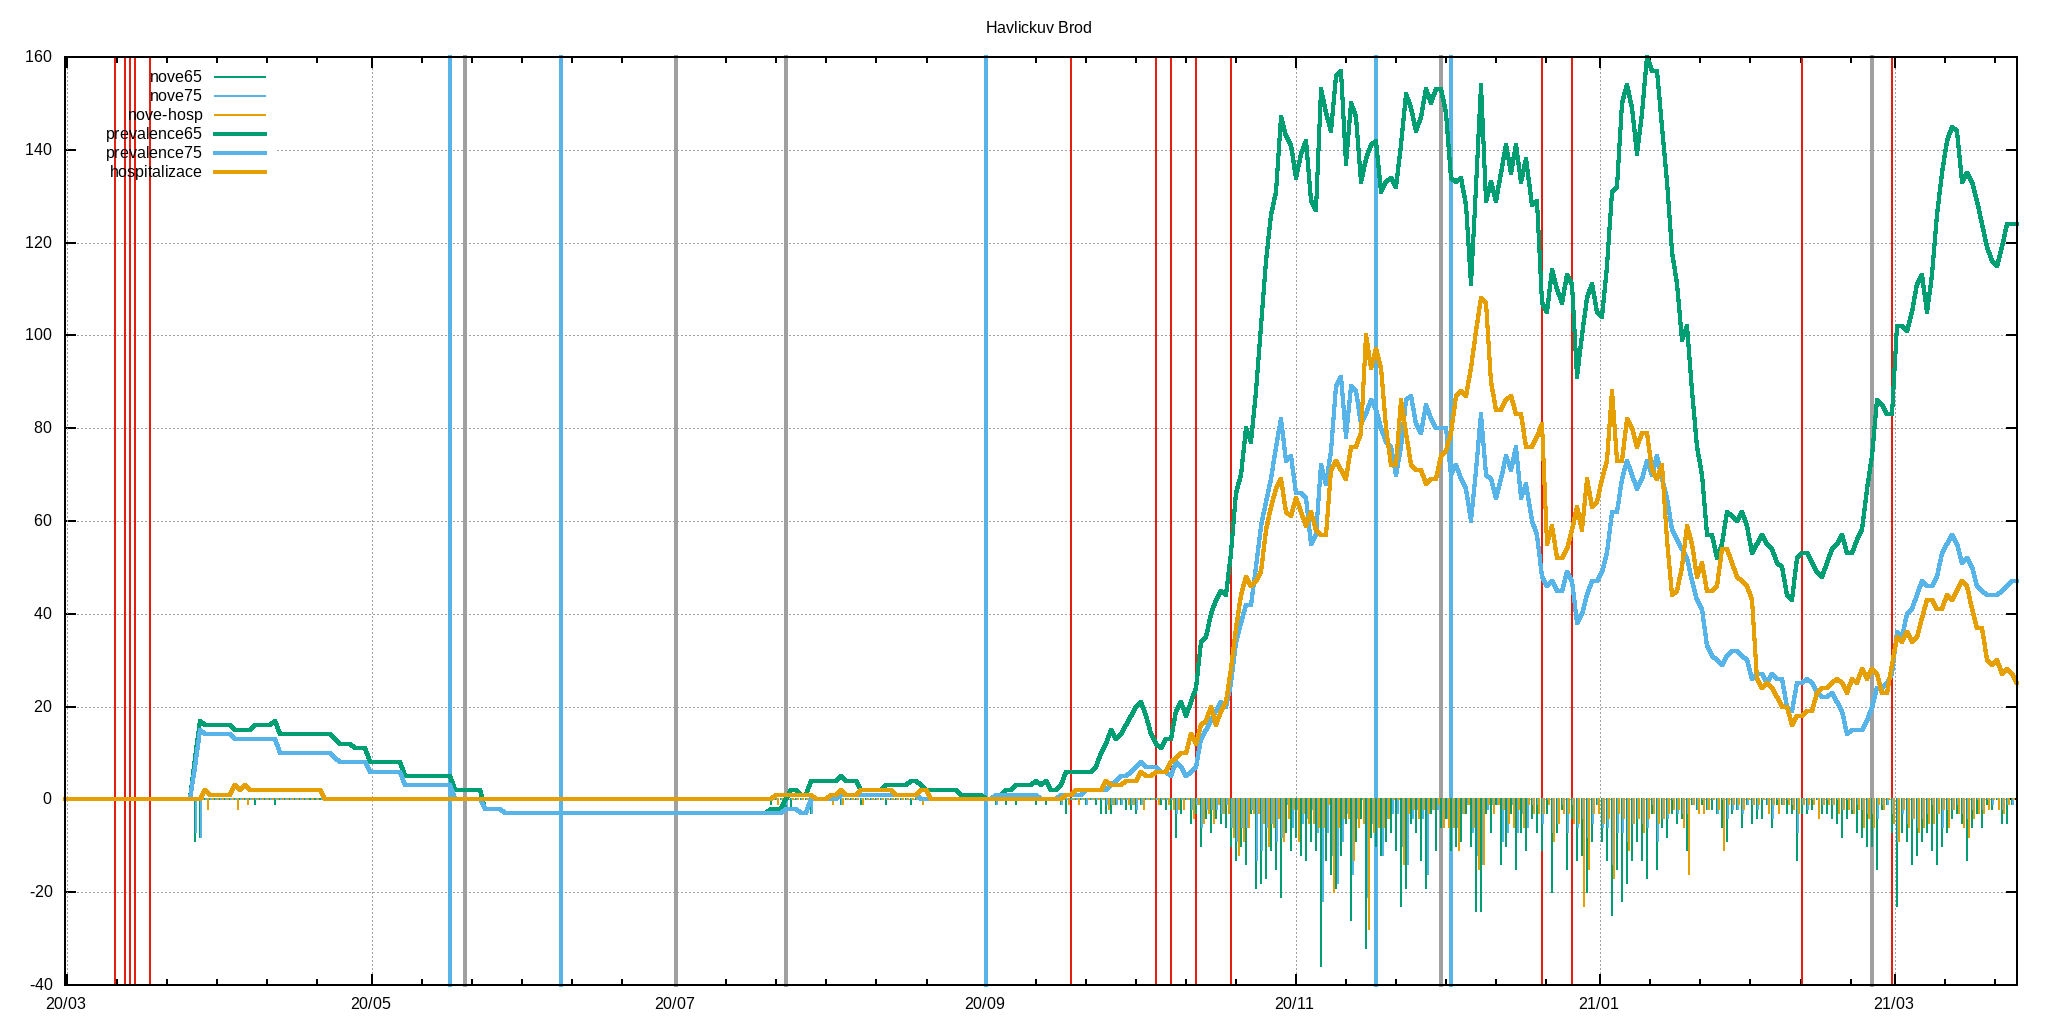 Havlickuv Brod
160
nove65
nove75
nove-hosp
prevalence65
140
prevalence75
hospitalizace
120
100
80
60
40
20
0
-20
-40
20/03 20/05 20/07 20/09 20/11 21/01 21/03